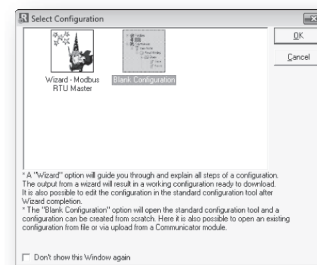 Select Configuration
OK
Cancel
Wizard - Modbus
RTU Master
Blank Configuration
* A "Wizard" option will guide you through and explain all steps of a configuration.
The output from a wizard will result in a working configuration ready to download.
It is also possible to edit the configuration in the standard configuration tool after
Wizard completion.
* The "Blank Configuration" option will open the standard configuration tool and a
configuration can be created from scratch. Here it is also possible to open an existing
configuration from file or via upload from a Communicator module.
Don't show this Window again